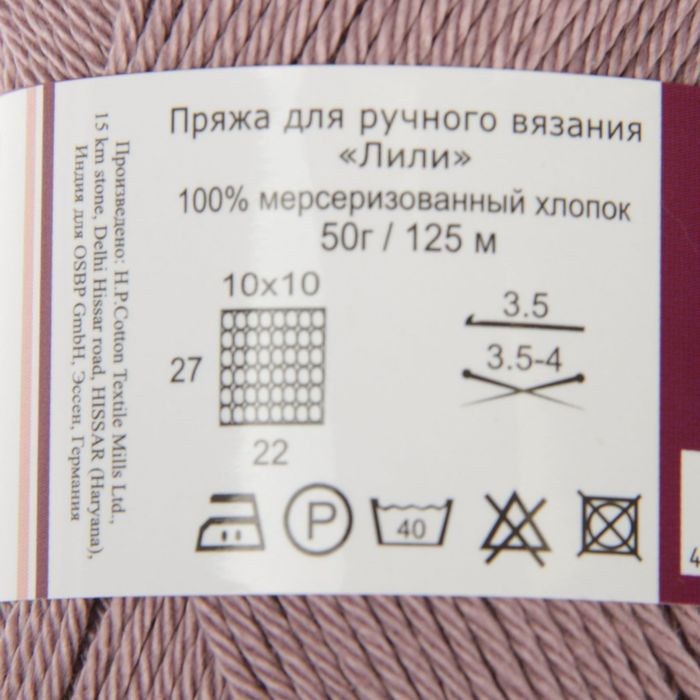 Пряжа для ручного вязания
«Лили»
100% мерсеризованный хлопок
50г / 125 м
10x10
27
22
3.5
3.5-4
P
40
Произведено: H.P.Cotton Textile Mills Ltd.,
15 km stone, Delhi Hissar road, HISSAR (Haryana),
Индия для OSBP GmbH, Эссен, Германия
4